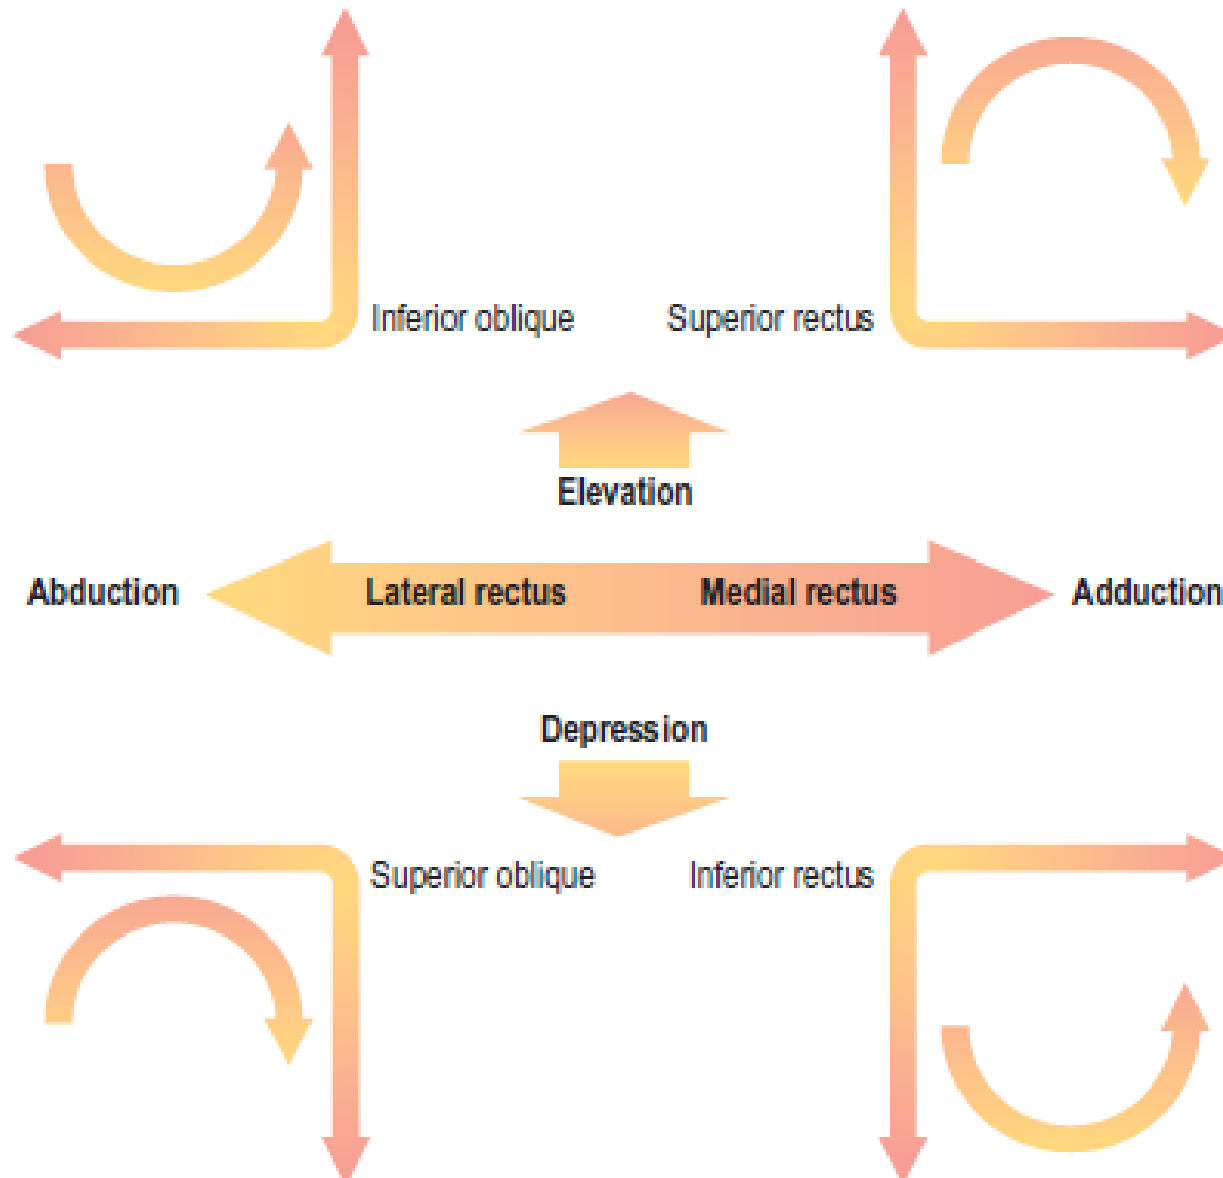 Inferior oblique
Superior rectus
Elevation
Abduction
Lateral rectus
Medial rectus
Adduction
Depression
Superior oblique
Inferior rectus